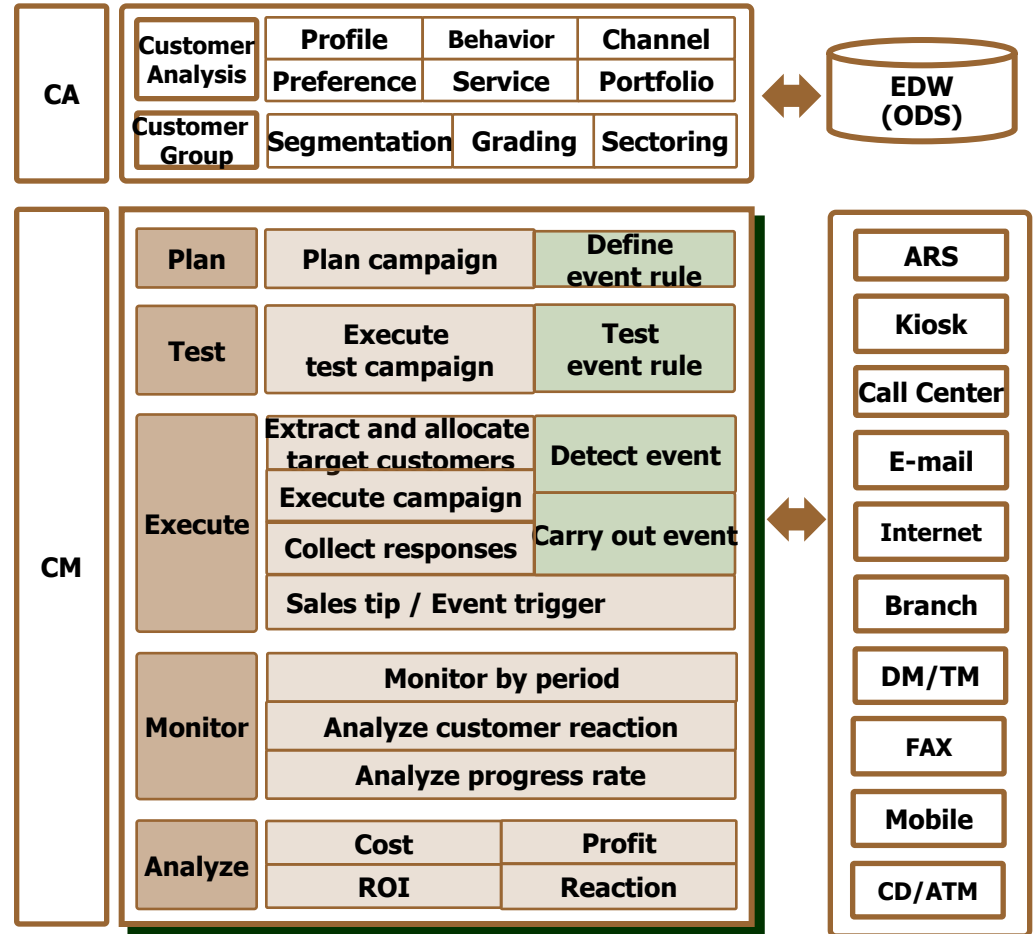 CA
Customer
Analysis
Profile
Behavior
Channel
Preference
Service
Portfolio
Customer
Group
Segmentation
Grading
Sectoring
EDW
(ODS)
CM
Plan
Plan campaign
Define
event rule
Test
Execute
test campaign
Test
event rule
Execute
Extract and allocate
target customers
Detect event
Execute campaign
Collect responses
Carry out event
Sales tip / Event trigger
Monitor
Monitor by period
Analyze customer reaction
Analyze progress rate
Analyze
Cost
Profit
ROI
Reaction
ARS
Kiosk
Call Center
E-mail
Internet
Branch
DM/TM
FAX
Mobile
CD/ATM